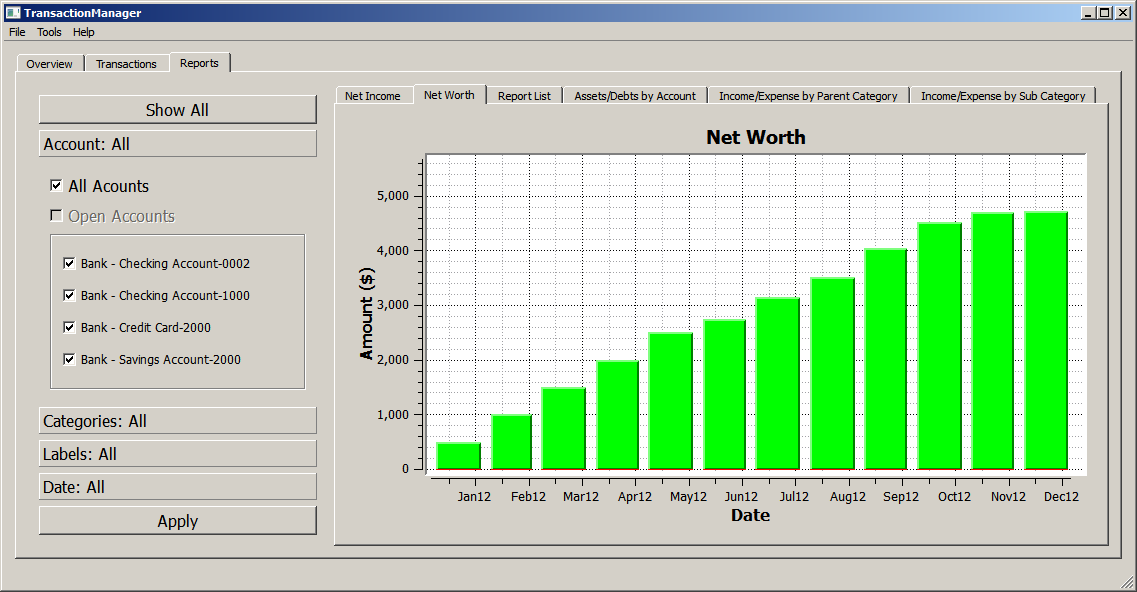 TransactionManager
File Tools Help
Overview Transactions Reports
Show All
Account: All
All Acounts
Open Accounts
Bank - Checking Account-0002
Bank - Checking Account-1000
Bank - Credit Card-2000
Bank - Savings Account-2000
Categories: All
Labels: All
Date: All
Apply
Net Income Net Worth Report List Assets/Debts by Account Income/Expense by Parent Category Income/Expense by Sub Category
Net Worth
Amount ($)
5,000
4,000
3,000
2,000
1,000
0
Jan12 Feb12 Mar12 Apr12 May12 Jun12 Jul12 Aug12 Sep12 Oct12 Nov12 Dec12
Date